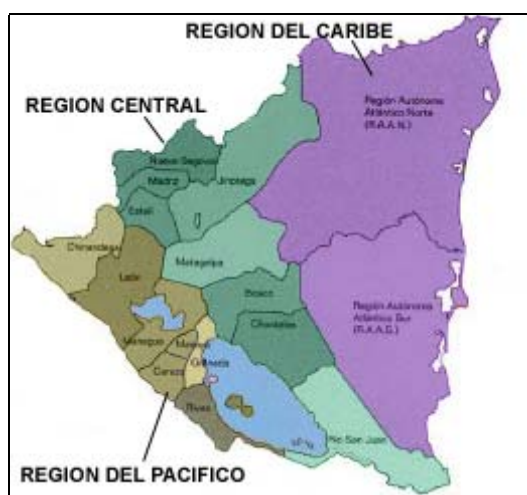 REGION DEL CARIBE
REGION CENTRAL
Región Autónoma
Atlántico Norte
(R.A.A.N.)
Nueva Segovia
Madriz
Jinotega
Estelí
Chinandega
León
Matagalpa
Boaco
Región Autónoma
Atlántico Sur
(R.A.A.S.)
Chontales
Managua
Masaya
Granada
Carazo
Rivas
Rio San Juan
REGION DEL PACIFICO